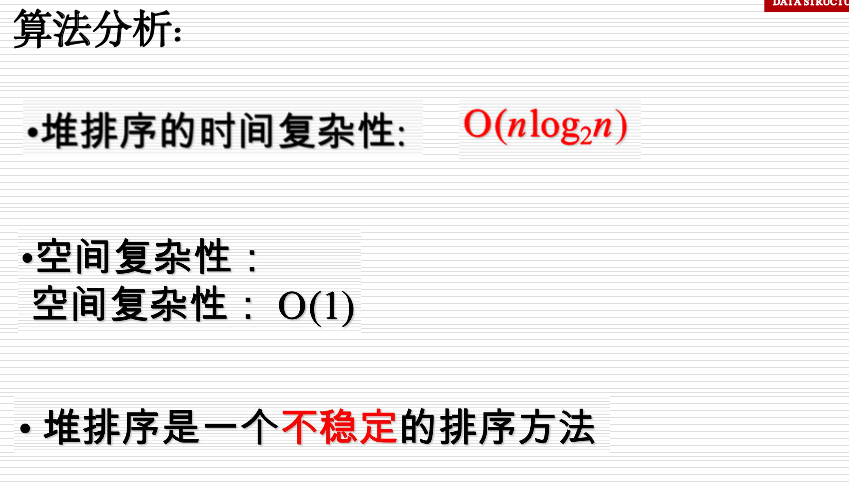 DATA STRUCTU
算法分析：
•堆排序的时间复杂性: O(nlog₂n)
•空间复杂性：
空间复杂性： O(1)
• 堆排序是一个不稳定的排序方法